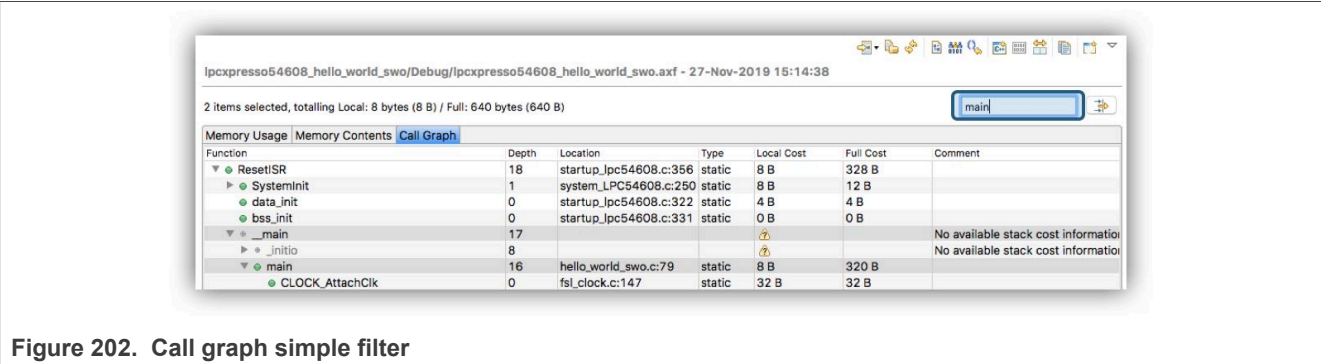 lpcxpresso54608_hello_world_swo/Debug/lpcxpresso54608_hello_world_swo.axf - 27-Nov-2019 15:14:38
2 items selected, totalling Local: 8 bytes (8 B) / Full: 640 bytes (640 B) main
Memory Usage Memory Contents Call Graph
Function Depth Location Type Local Cost Full Cost Comment
ResetISR 18 startup_lpc54608.c:356 static 8 B 328 B
SystemInit 1 system_LPC54608.c:250 static 8 B 12 B
data_init 0 startup_lpc54608.c:322 static 4 B 4 B
bss_init 0 startup_lpc54608.c:331 static 0 B 0 B
__main 17 No available stack cost informatio
_initio 8 No available stack cost informatio
main 16 hello_world_swo.c:79 static 8 B 320 B
CLOCK_AttachClk 0 fsl_clock.c:147 static 32 B 32 B
Figure 202. Call graph simple filter